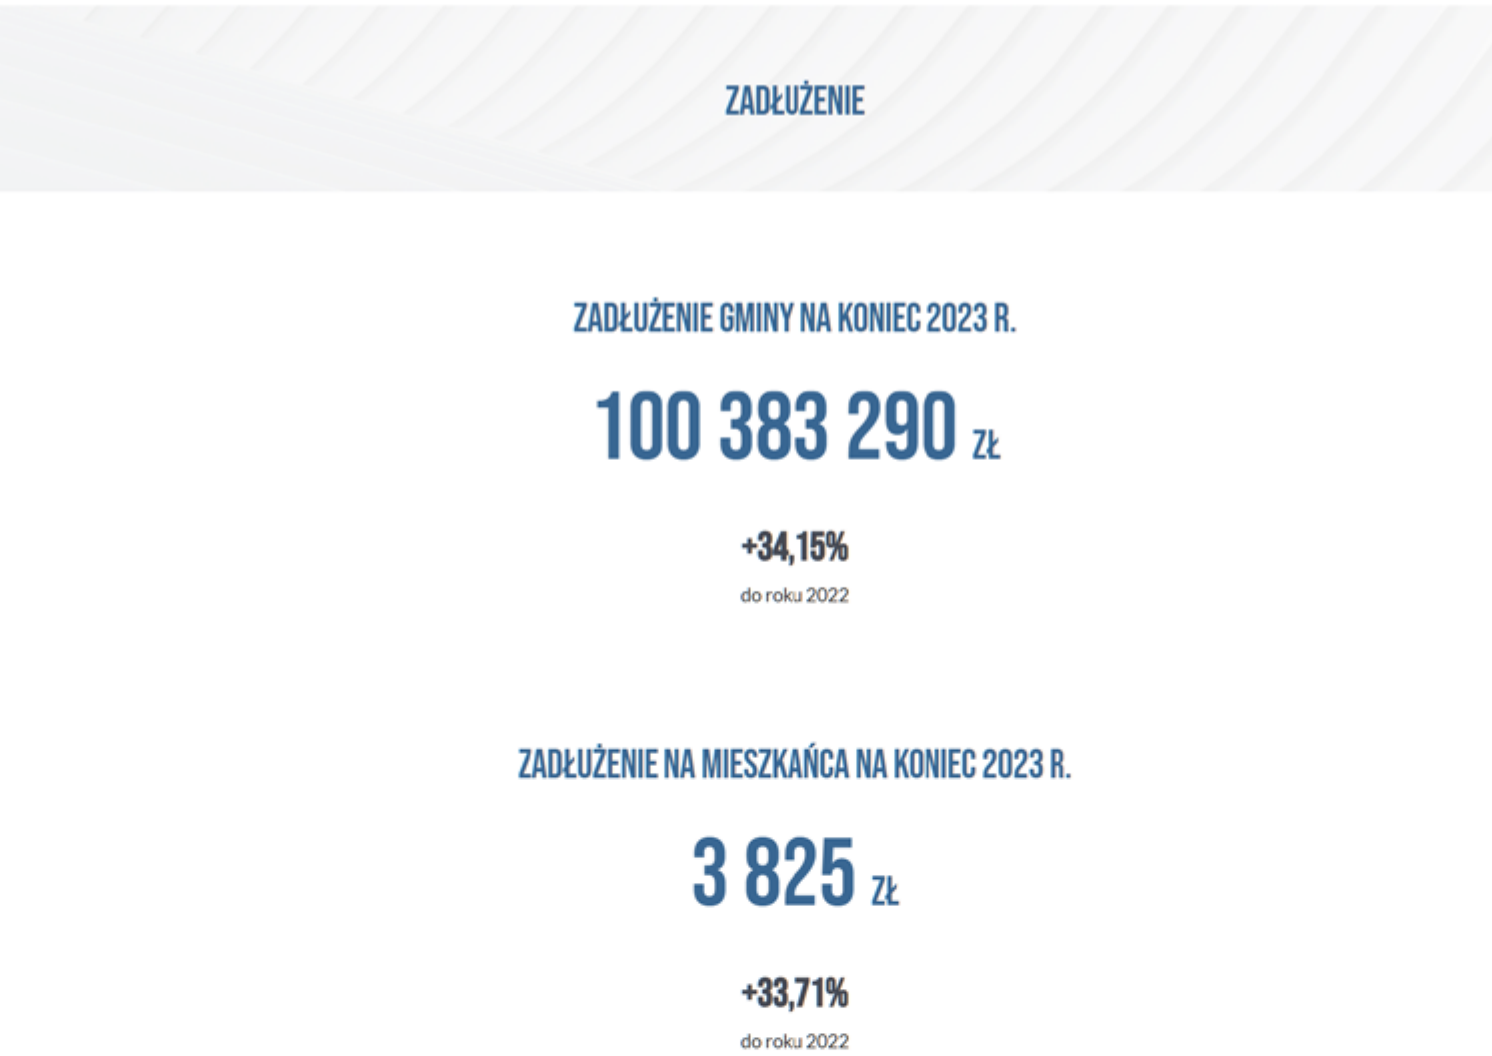 ZADŁUŻENIE
ZADŁUŻENIE GMINY NA KONIEC 2023 R.
100 383 290 ZŁ
+34,15%
do roku 2022
ZADŁUŻENIE NA MIESZKAŃCA NA KONIEC 2023 R.
3 825 ZŁ
+33,71%
do roku 2022